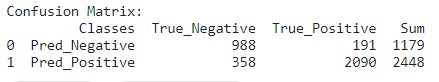 Confusion Matrix:
Classes True_Negative True_Positive Sum
0 Pred_Negative 988 191 1179
1 Pred_Positive 358 2090 2448